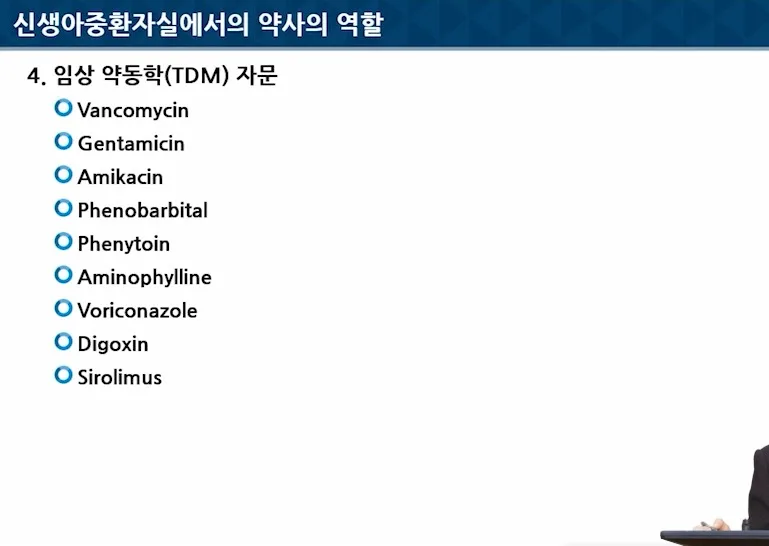 신생아중환자실에서의 약사의 역할
4. 임상 약동학(TDM) 자문
Vancomycin
Gentamicin
Amikacin
Phenobarbital
Phenytoin
Aminophylline
Voriconazole
Digoxin
Sirolimus